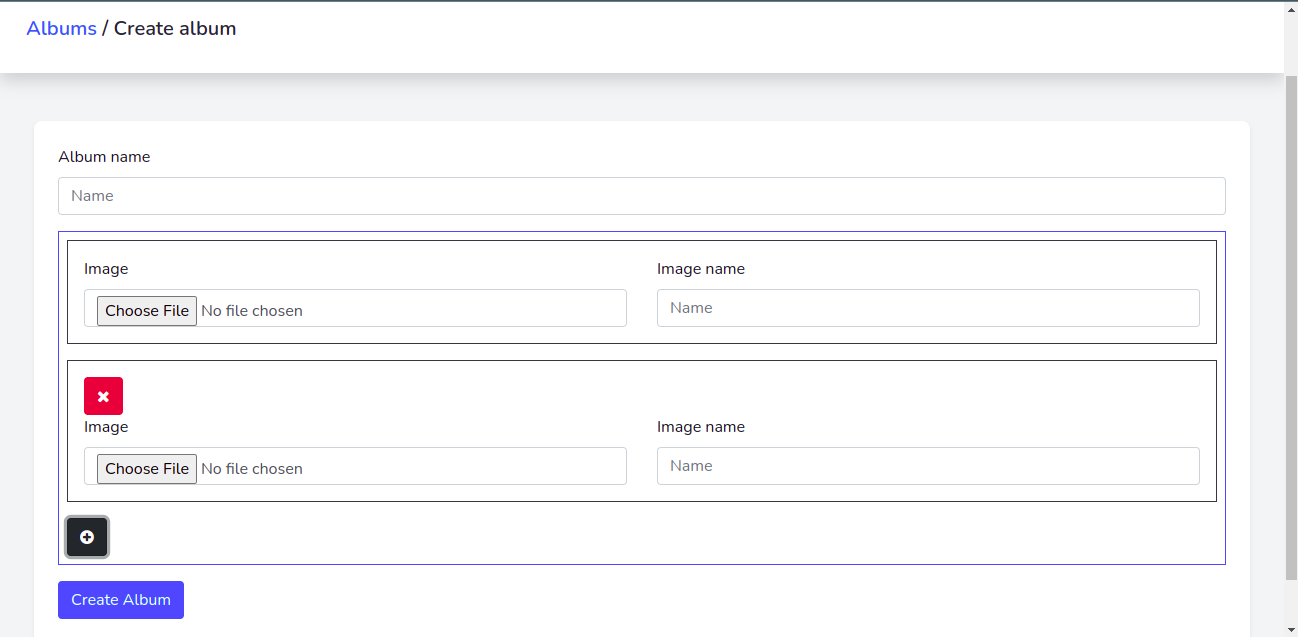 Albums / Create album
Album name
Name
Image Image name
Choose File No file chosen Name
Image Image name
Choose File No file chosen Name
Create Album